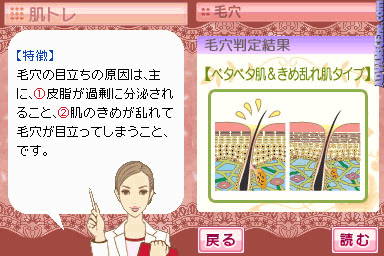 肌トレ
【特徴】
毛穴の目立ちの原因は、主
に、①皮脂が過剰に分泌され
ること、②肌のきめが乱れて
毛穴が目立ってしまうこと、
です。
毛穴
毛穴判定結果
【ベタベタ肌&きめ乱れ肌タイプ】
戻る
読む